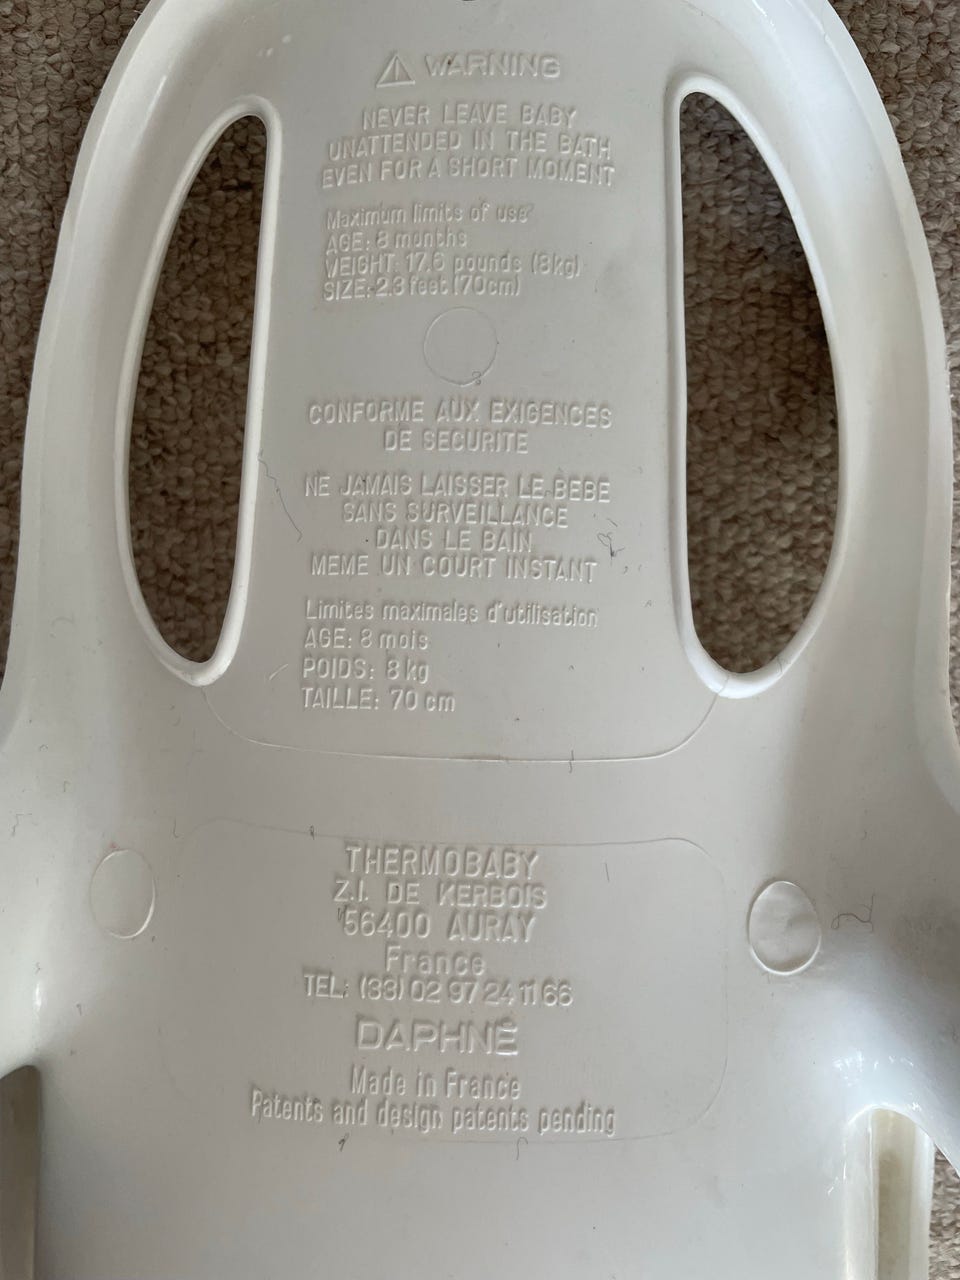 WARNING
NEVER LEAVE BABY
UNATTENDED IN THE BATH
EVEN FOR A SHORT MOMENT
Maximum limits of use
AGE: 8 months
WEIGHT: 17.6 pounds (8kg)
SIZE: 2.3 feet (70cm)
CONFORME AUX EXIGENCES
DE SECURITE
NE JAMAIS LAISSER LE BEBE
SANS SURVEILLANCE
DANS LE BAIN
MEME UN COURT INSTANT
Limites maximales d'utilisation
AGE: 8 mois
POIDS: 8 kg
TAILLE: 70 cm
THERMOBABY
Z.I. DE KERBOIS
56400 AURAY
France
TEL: (33) 02 97 24 11 66
DAPHNÉ
Made in France
Patents and design patents pending